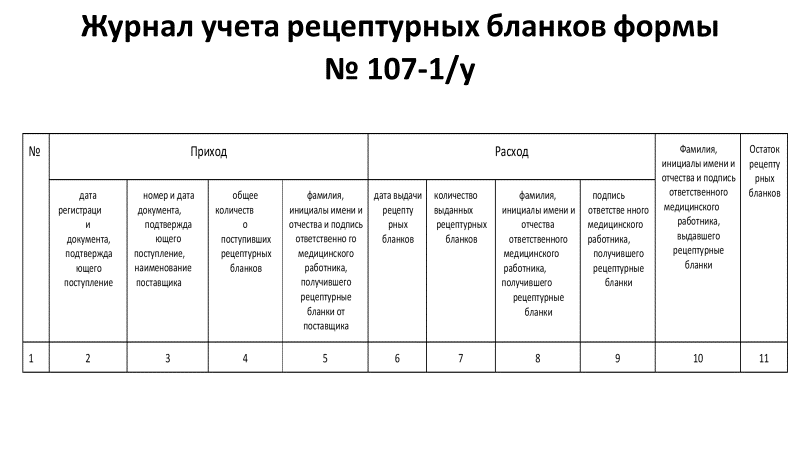 Журнал учета рецептурных бланков формы
№ 107-1/у
№
Приход
Расход
Фамилия,
инициалы имени и
отчества и подпись
ответственного
медицинского
работника,
выдавшего
рецептурные
бланки
Остаток
рецепту
рных
бланков
дата
регистраци
и
документа,
подтвержда
ющего
поступление
номер и дата
документа,
подтвержда
ющего
поступление,
наименование
поставщика
общее
количеств
о
поступивших
рецептурных
бланков
фамилия,
инициалы имени и
отчества и подпись
ответственно го
медицинского
работника,
получившего
рецептурные
бланки от
поставщика
дата выдачи
рецепту
рных
бланков
количество
выданных
рецептурных
бланков
фамилия,
инициалы имени и
отчества
ответственного
медицинского
работника,
получившего
рецептурные
бланки
подпись
ответстве нного
медицинского
работника,
получившего
рецептурные
бланки
1 2 3 4 5 6 7 8 9 10 11